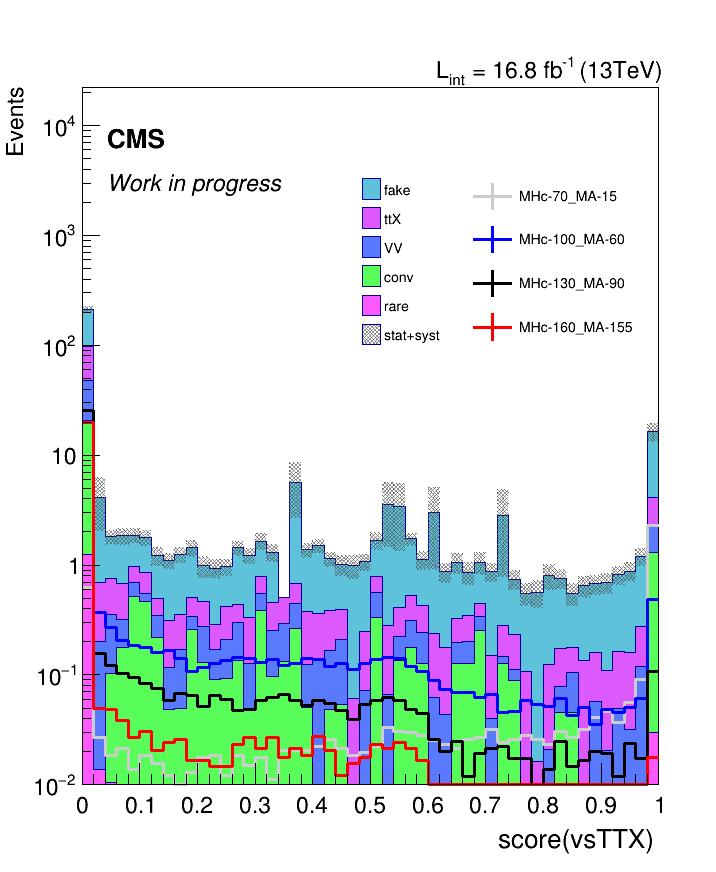 L_int = 16.8 fb^-1 (13TeV)
Events
CMS
Work in progress
fake
ttX
VV
conv
rare
stat+syst
MHc-70_MA-15
MHc-100_MA-60
MHc-130_MA-90
MHc-160_MA-155
10^4
10^3
10^2
10
1
10^-1
10^-2
0 0.1 0.2 0.3 0.4 0.5 0.6 0.7 0.8 0.9 1
score(vsTTX)